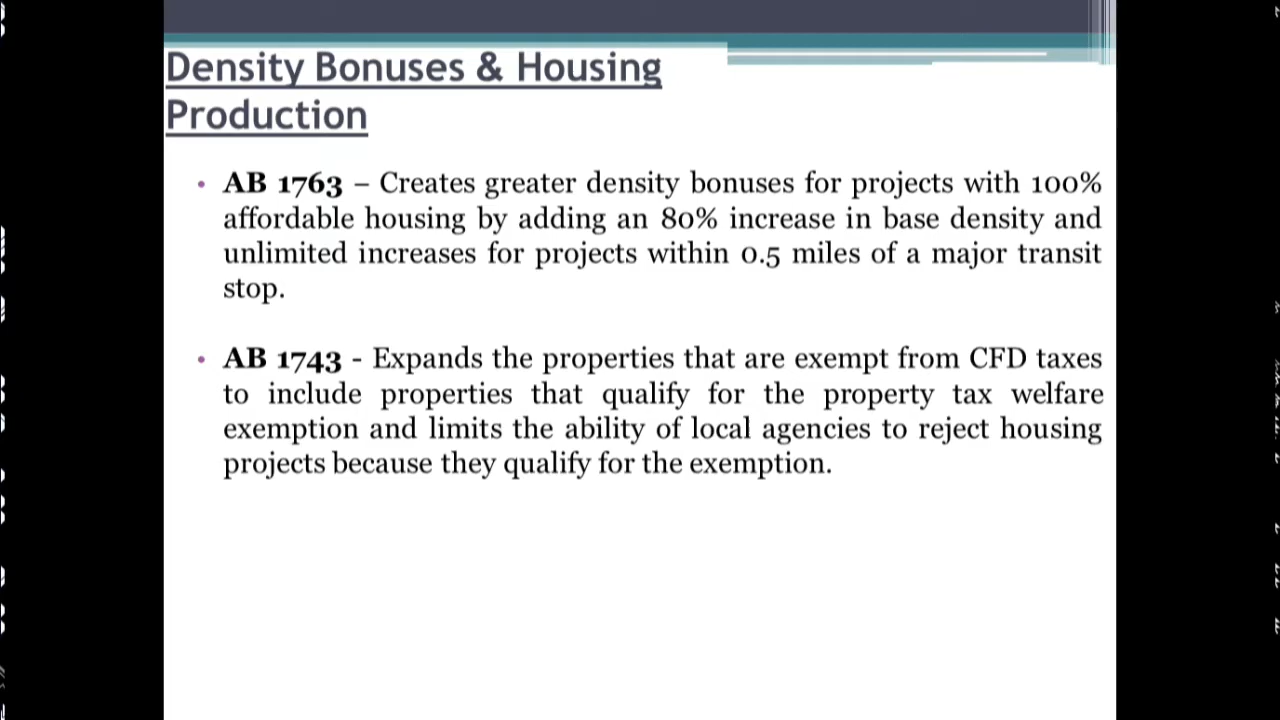 Density Bonuses & Housing
Production
• AB 1763 – Creates greater density bonuses for projects with 100%
affordable housing by adding an 80% increase in base density and
unlimited increases for projects within 0.5 miles of a major transit
stop.
• AB 1743 - Expands the properties that are exempt from CFD taxes
to include properties that qualify for the property tax welfare
exemption and limits the ability of local agencies to reject housing
projects because they qualify for the exemption.